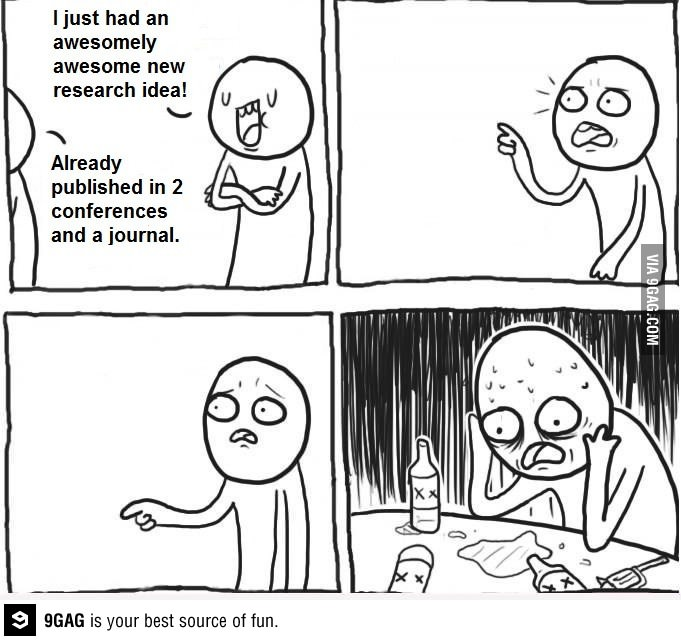 I just had an
awesomely
awesome new
research idea!
Already
published in 2
conferences
and a journal.
VIA 9GAG.COM
X X
X X
X X
9GAG is your best source of fun.